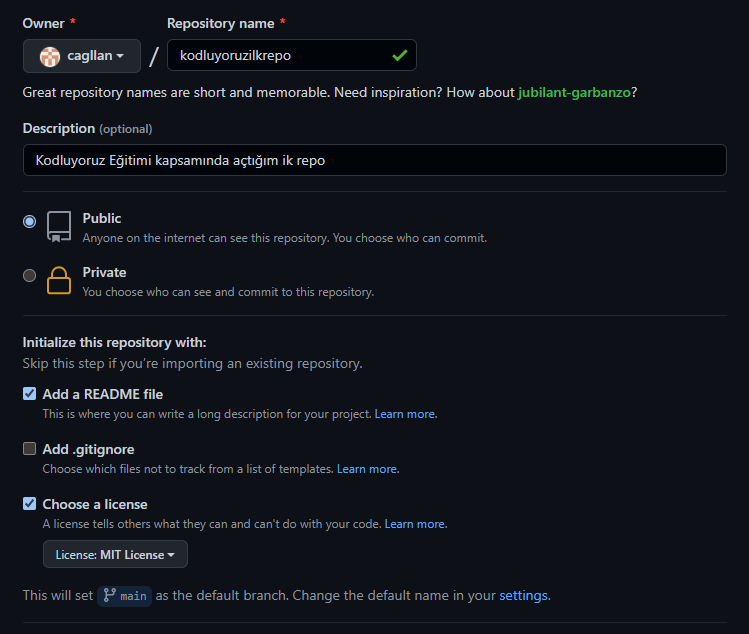 Owner * Repository name *
cagllan / kodluyoruzilkrepo
Great repository names are short and memorable. Need inspiration? How about jubilant-garbanzo?
Description (optional)
Kodluyoruz Eğitimi kapsamında açtığım ik repo
Public
Anyone on the internet can see this repository. You choose who can commit.
Private
You choose who can see and commit to this repository.
Initialize this repository with:
Skip this step if you're importing an existing repository.
Add a README file
This is where you can write a long description for your project. Learn more.
Add .gitignore
Choose which files not to track from a list of templates. Learn more.
Choose a license
A license tells others what they can and can't do with your code. Learn more.
License: MIT License
This will set main as the default branch. Change the default name in your settings.